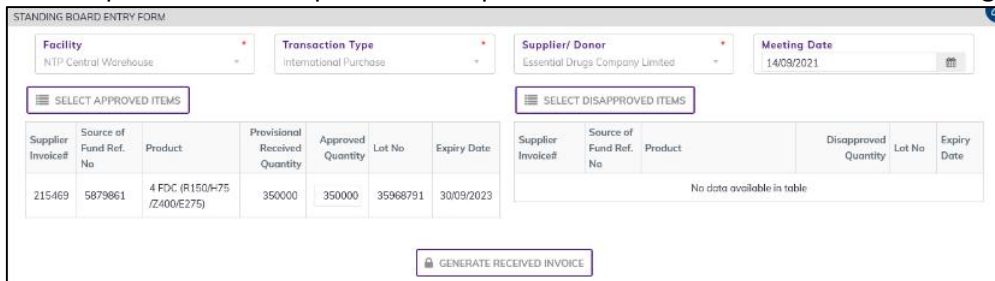 STANDING BOARD ENTRY FORM
Facility * Transaction Type * Supplier/ Donor * Meeting Date
NTP Central Warehouse International Purchase Essential Drugs Company Limited 14/09/2021
SELECT APPROVED ITEMS SELECT DISAPPROVED ITEMS
Supplier Invoice# Source of Fund Ref. No Product Provisional Received Quantity Approved Quantity Lot No Expiry Date
215469 5879861 4 FDC (R150/H75 /Z400/E275) 350000 350000 35968791 30/09/2023
Supplier Invoice# Source of Fund Ref. No Product Disapproved Quantity Lot No Expiry Date
No data available in table
GENERATE RECEIVED INVOICE